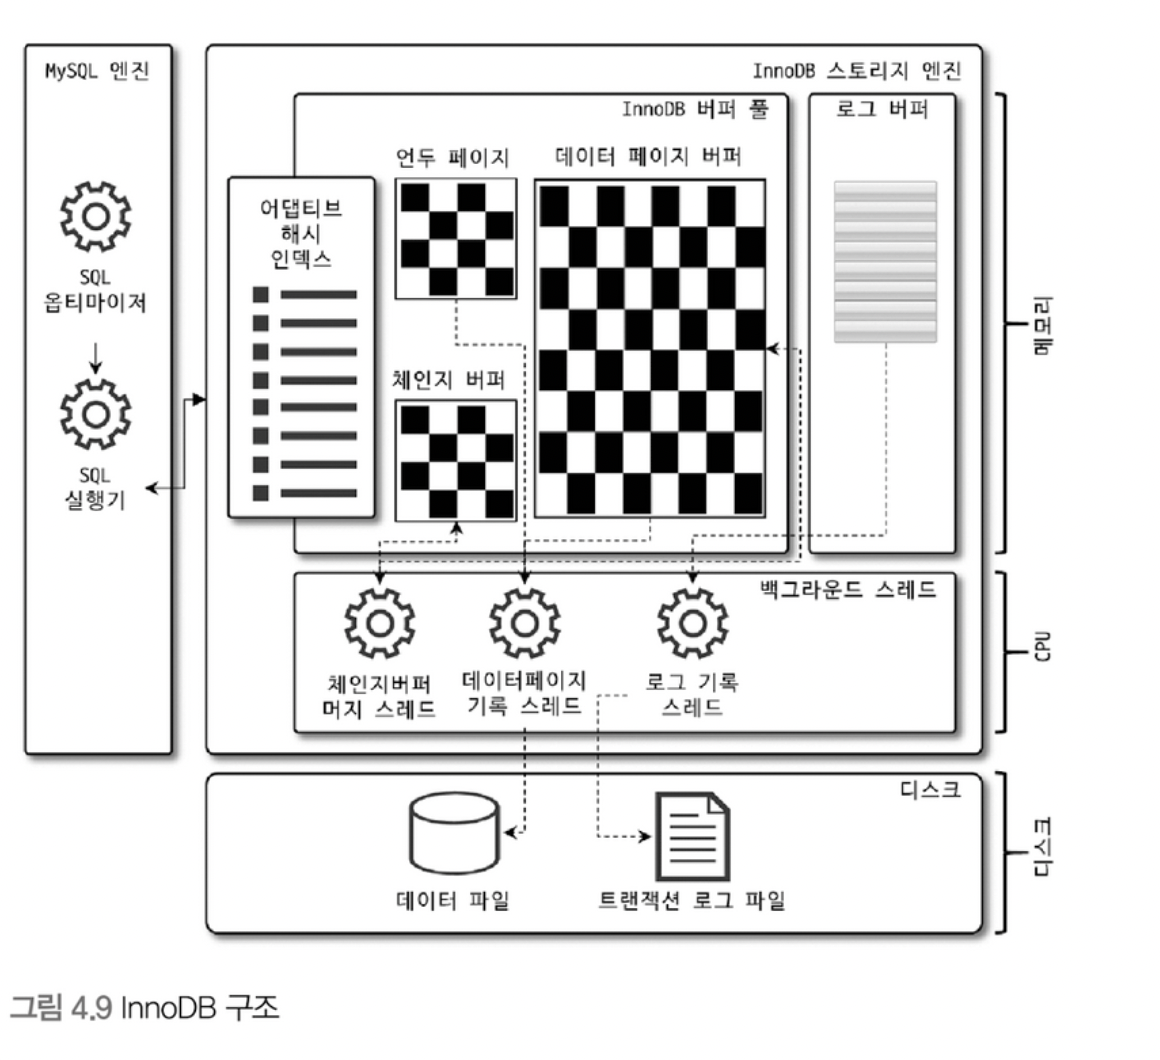 MySQL 엔진
InnoDB 스토리지 엔진
InnoDB 버퍼 풀
로그 버퍼
언두 페이지
데이터 페이지 버퍼
어댑티브
해시
인덱스
SQL
옵티마이저
체인지 버퍼
SQL
실행기
메모리
백그라운드 스레드
체인지버퍼
머지 스레드
데이터페이지
기록 스레드
로그 기록
스레드
CPU
디스크
데이터 파일
트랜잭션 로그 파일
디스크
그림 4.9 InnoDB 구조